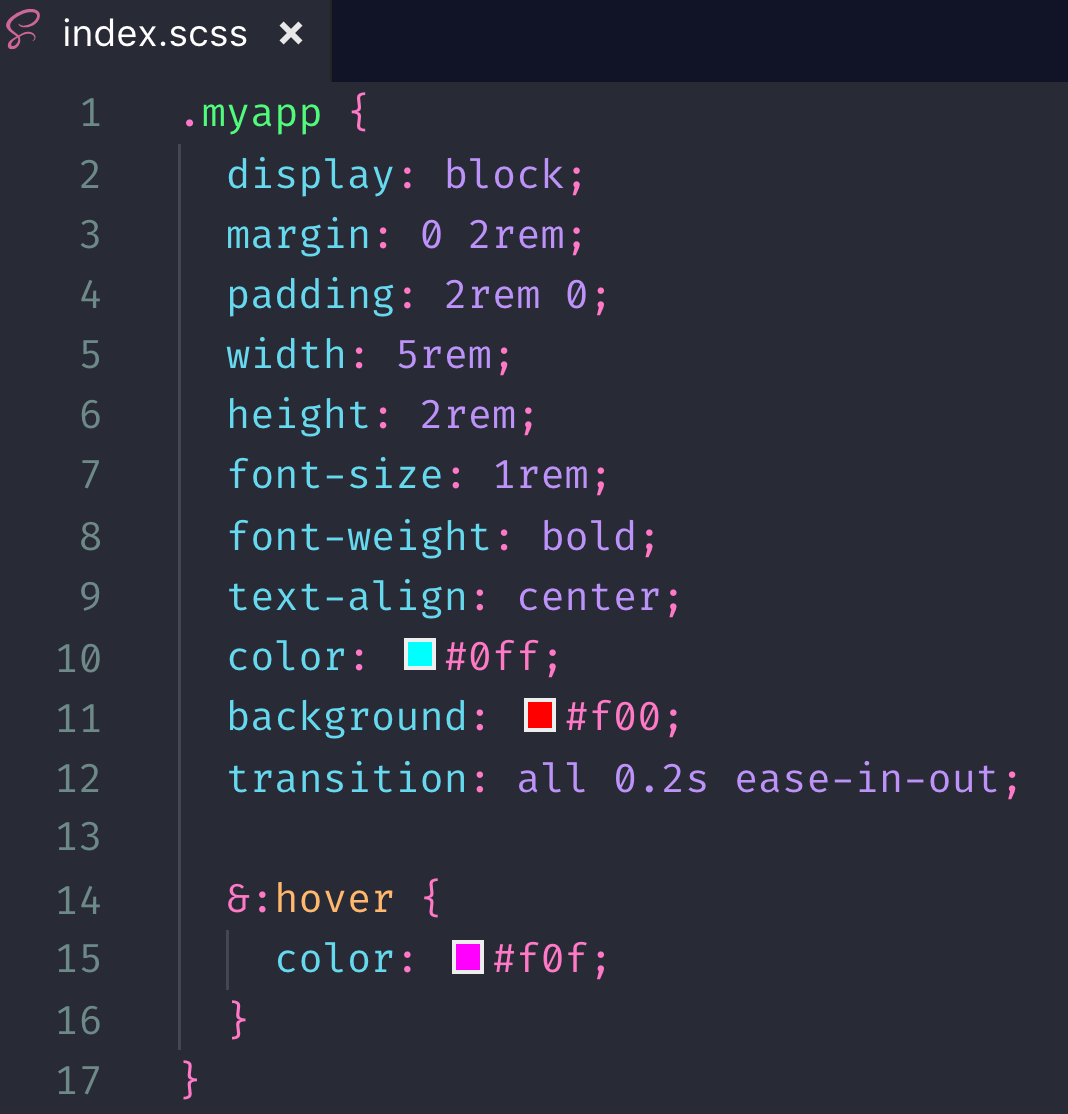 index.scss ×
1 .myapp {
2   display: block;
3   margin: 0 2rem;
4   padding: 2rem 0;
5   width: 5rem;
6   height: 2rem;
7   font-size: 1rem;
8   font-weight: bold;
9   text-align: center;
10   color: #0ff;
11   background: #f00;
12   transition: all 0.2s ease-in-out;
13
14   &:hover {
15     color: #f0f;
16   }
17 }